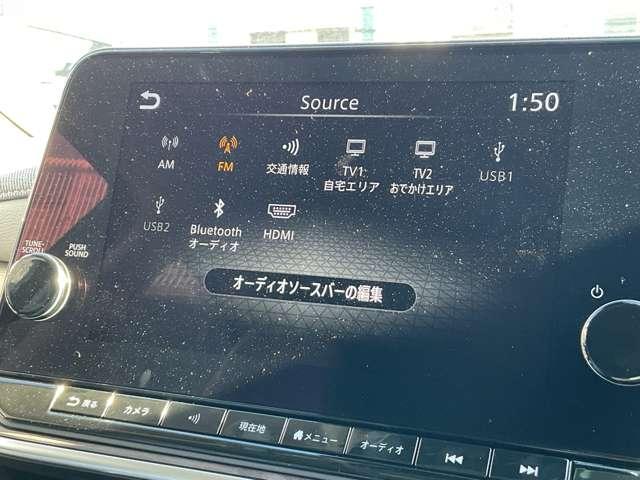 Source
1:50
AM
FM
交通情報
TV1
自宅エリア
TV2
おでかけエリア
USB1
USB2
Bluetooth
オーディオ
HDMI
オーディオソースバーの編集
TUNE·
SCROLL
PUSH
SOUND
戻る
カメラ
現在地
メニュー
オーディオ